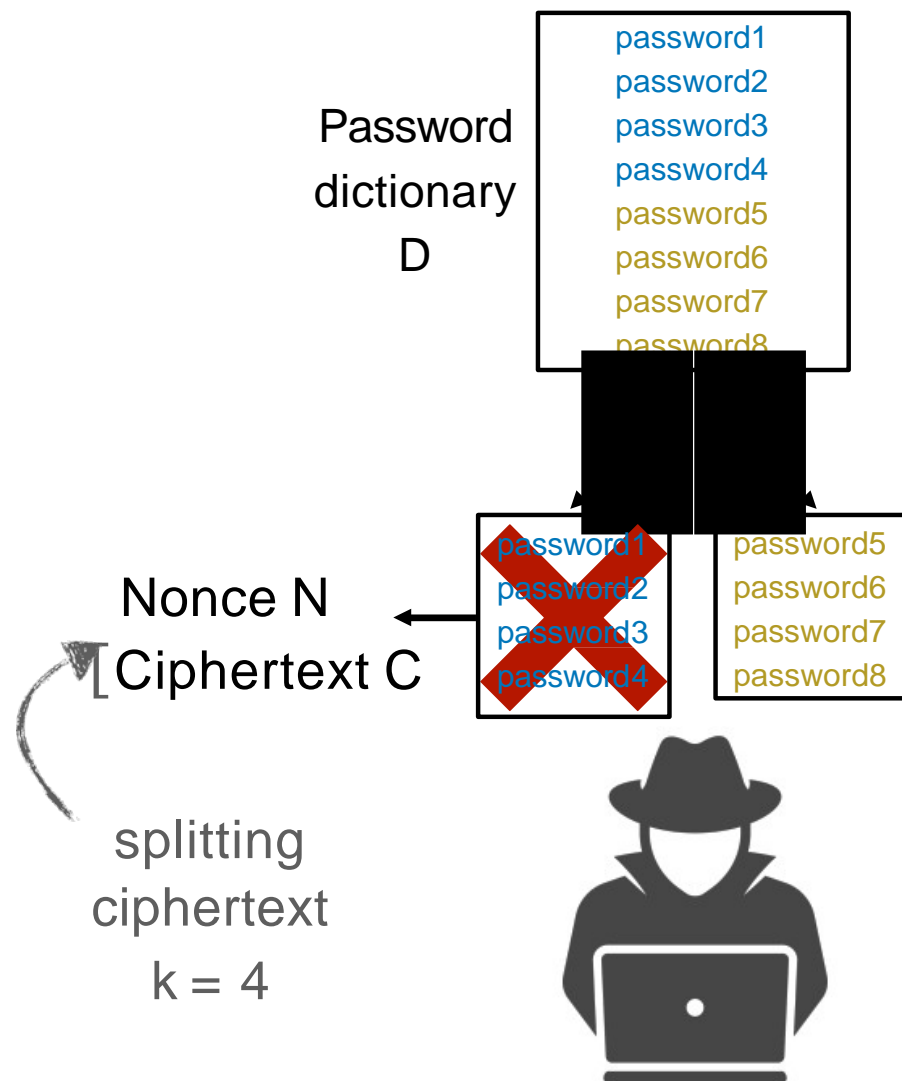 password1
password2
password3
password4
password5
password6
password7
password8
Password
dictionary
D
password1
password2
password3
password4
password5
password6
password7
password8
Nonce N
[Ciphertext C
splitting
ciphertext
k = 4